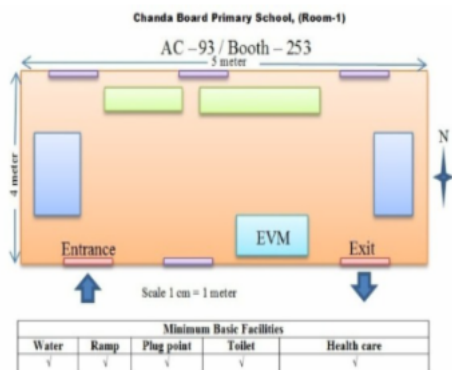 Chanda Board Primary School, (Room-1)
AC – 93 / Booth – 253
5 meter
4 meter
N
EVM
Entrance
Exit
Scale 1 cm = 1 meter
Minimum Basic Facilities
Water Ramp Plug point Toilet Health care
√ √ √ √ √